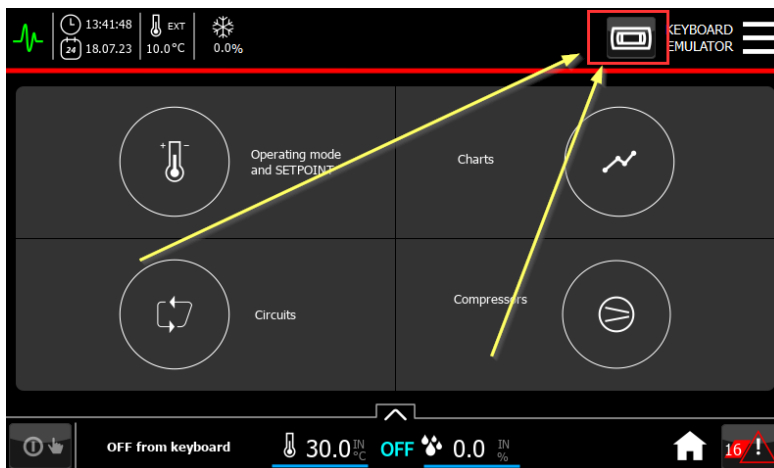 13:41:48
EXT
24
18.07.23
10.0°C
0.0%
KEYBOARD
EMULATOR
Operating mode
and SETPOINT
Charts
Circuits
Compressors
OFF from keyboard
30.0 IN °C
OFF
0.0 IN %
16 !